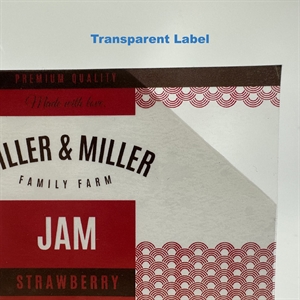 Transparent Label
PREMIUM QUALITY
Made with love
ILLER & MILLER
FAMILY FARM
JAM
STRAWBERRY